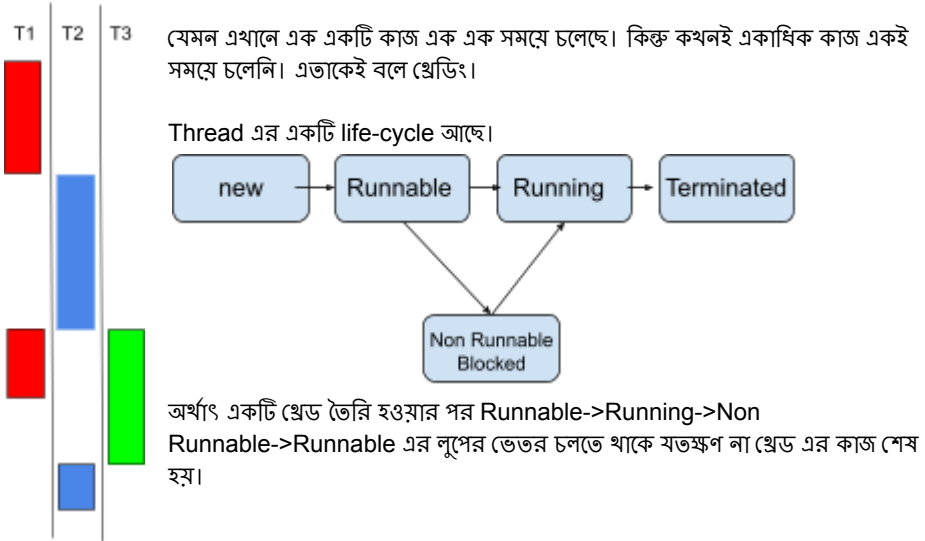 T1 T2 T3
যেমন এখানে এক একটি কাজ এক এক সময়ে চলেছে। কিন্তু কখনই একাধিক কাজ একই
সময়ে চলেনি। এতাকেই বলে থ্রেডিং।
Thread এর একটি life-cycle আছে।
new Runnable Running Terminated
Non Runnable
Blocked
অর্থাৎ একটি থ্রেড তৈরি হওয়ার পর Runnable->Running->Non
Runnable->Runnable এর লুপের ভেতর চলতে থাকে যতক্ষণ না থ্রেড এর কাজ শেষ
হয়।